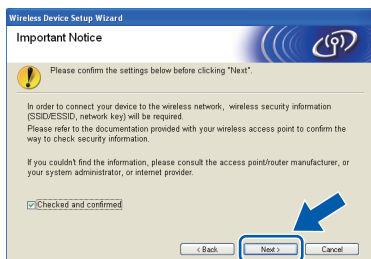 Wireless Device Setup Wizard
Important Notice
Please confirm the settings below before clicking "Next".
In order to connect your device to the wireless network, wireless security information
(SSID/ESSID, network key) will be required.
Please refer to the documentation provided with your wireless access point to confirm the
way to check security information.
If you couldn't find the information, please consult the access point/router manufacturer, or
your system administrator, or internet provider.
Checked and confirmed
< Back Next > Cancel